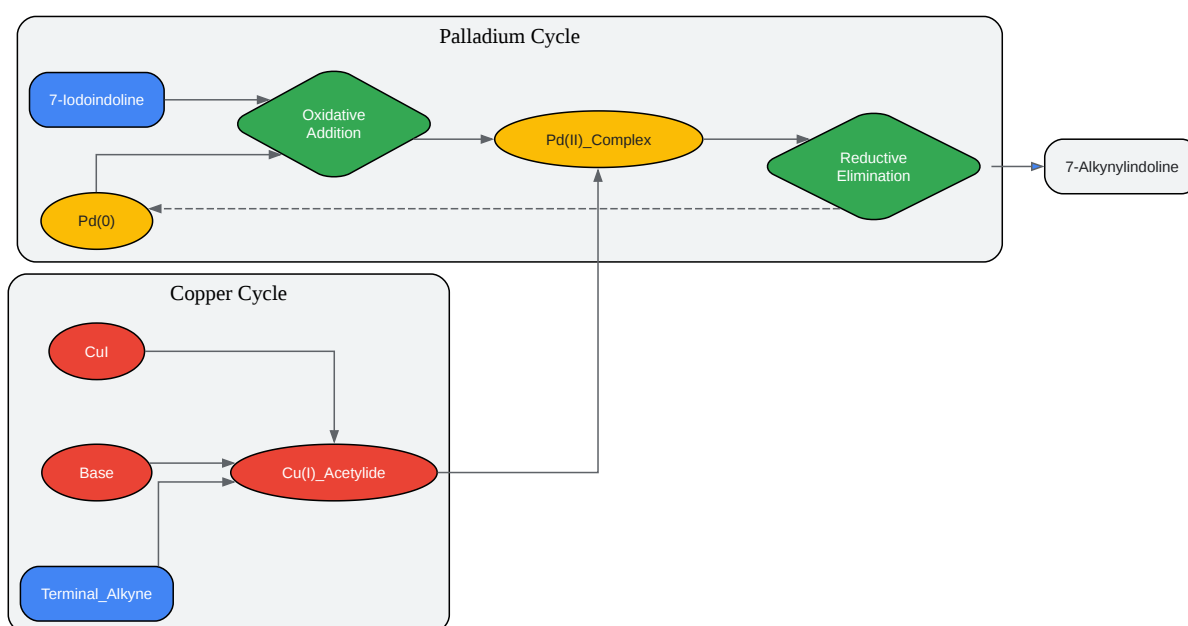 Palladium Cycle
7-Iodoindoline
Oxidative
Addition
Pd(II)_Complex
Reductive
Elimination
7-Alkynylindoline
Pd(0)
Copper Cycle
CuI
Base
Cu(I)_Acetylide
Terminal_Alkyne